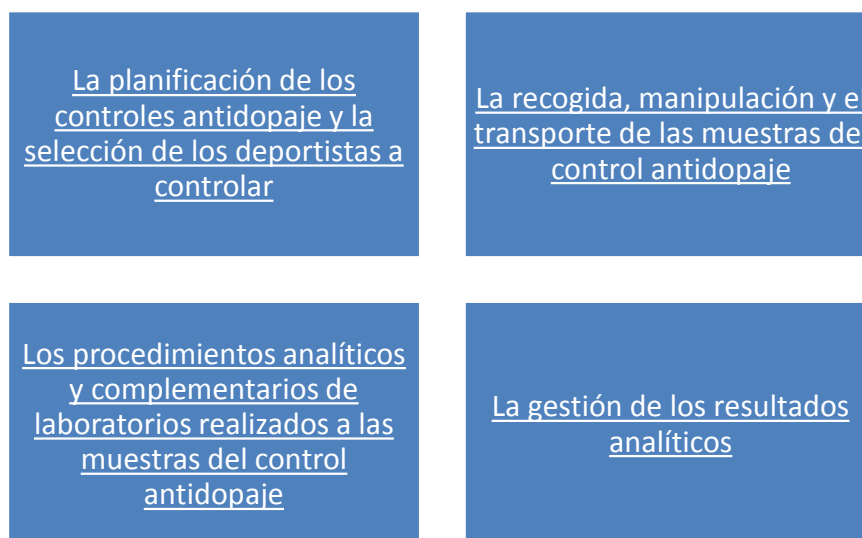 La planificación de los
controles antidopaje y la
selección de los deportistas a
controlar
La recogida, manipulación y el
transporte de las muestras del
control antidopaje
Los procedimientos analíticos
y complementarios de
laboratorios realizados a las
muestras del control
antidopaje
La gestión de los resultados
analíticos